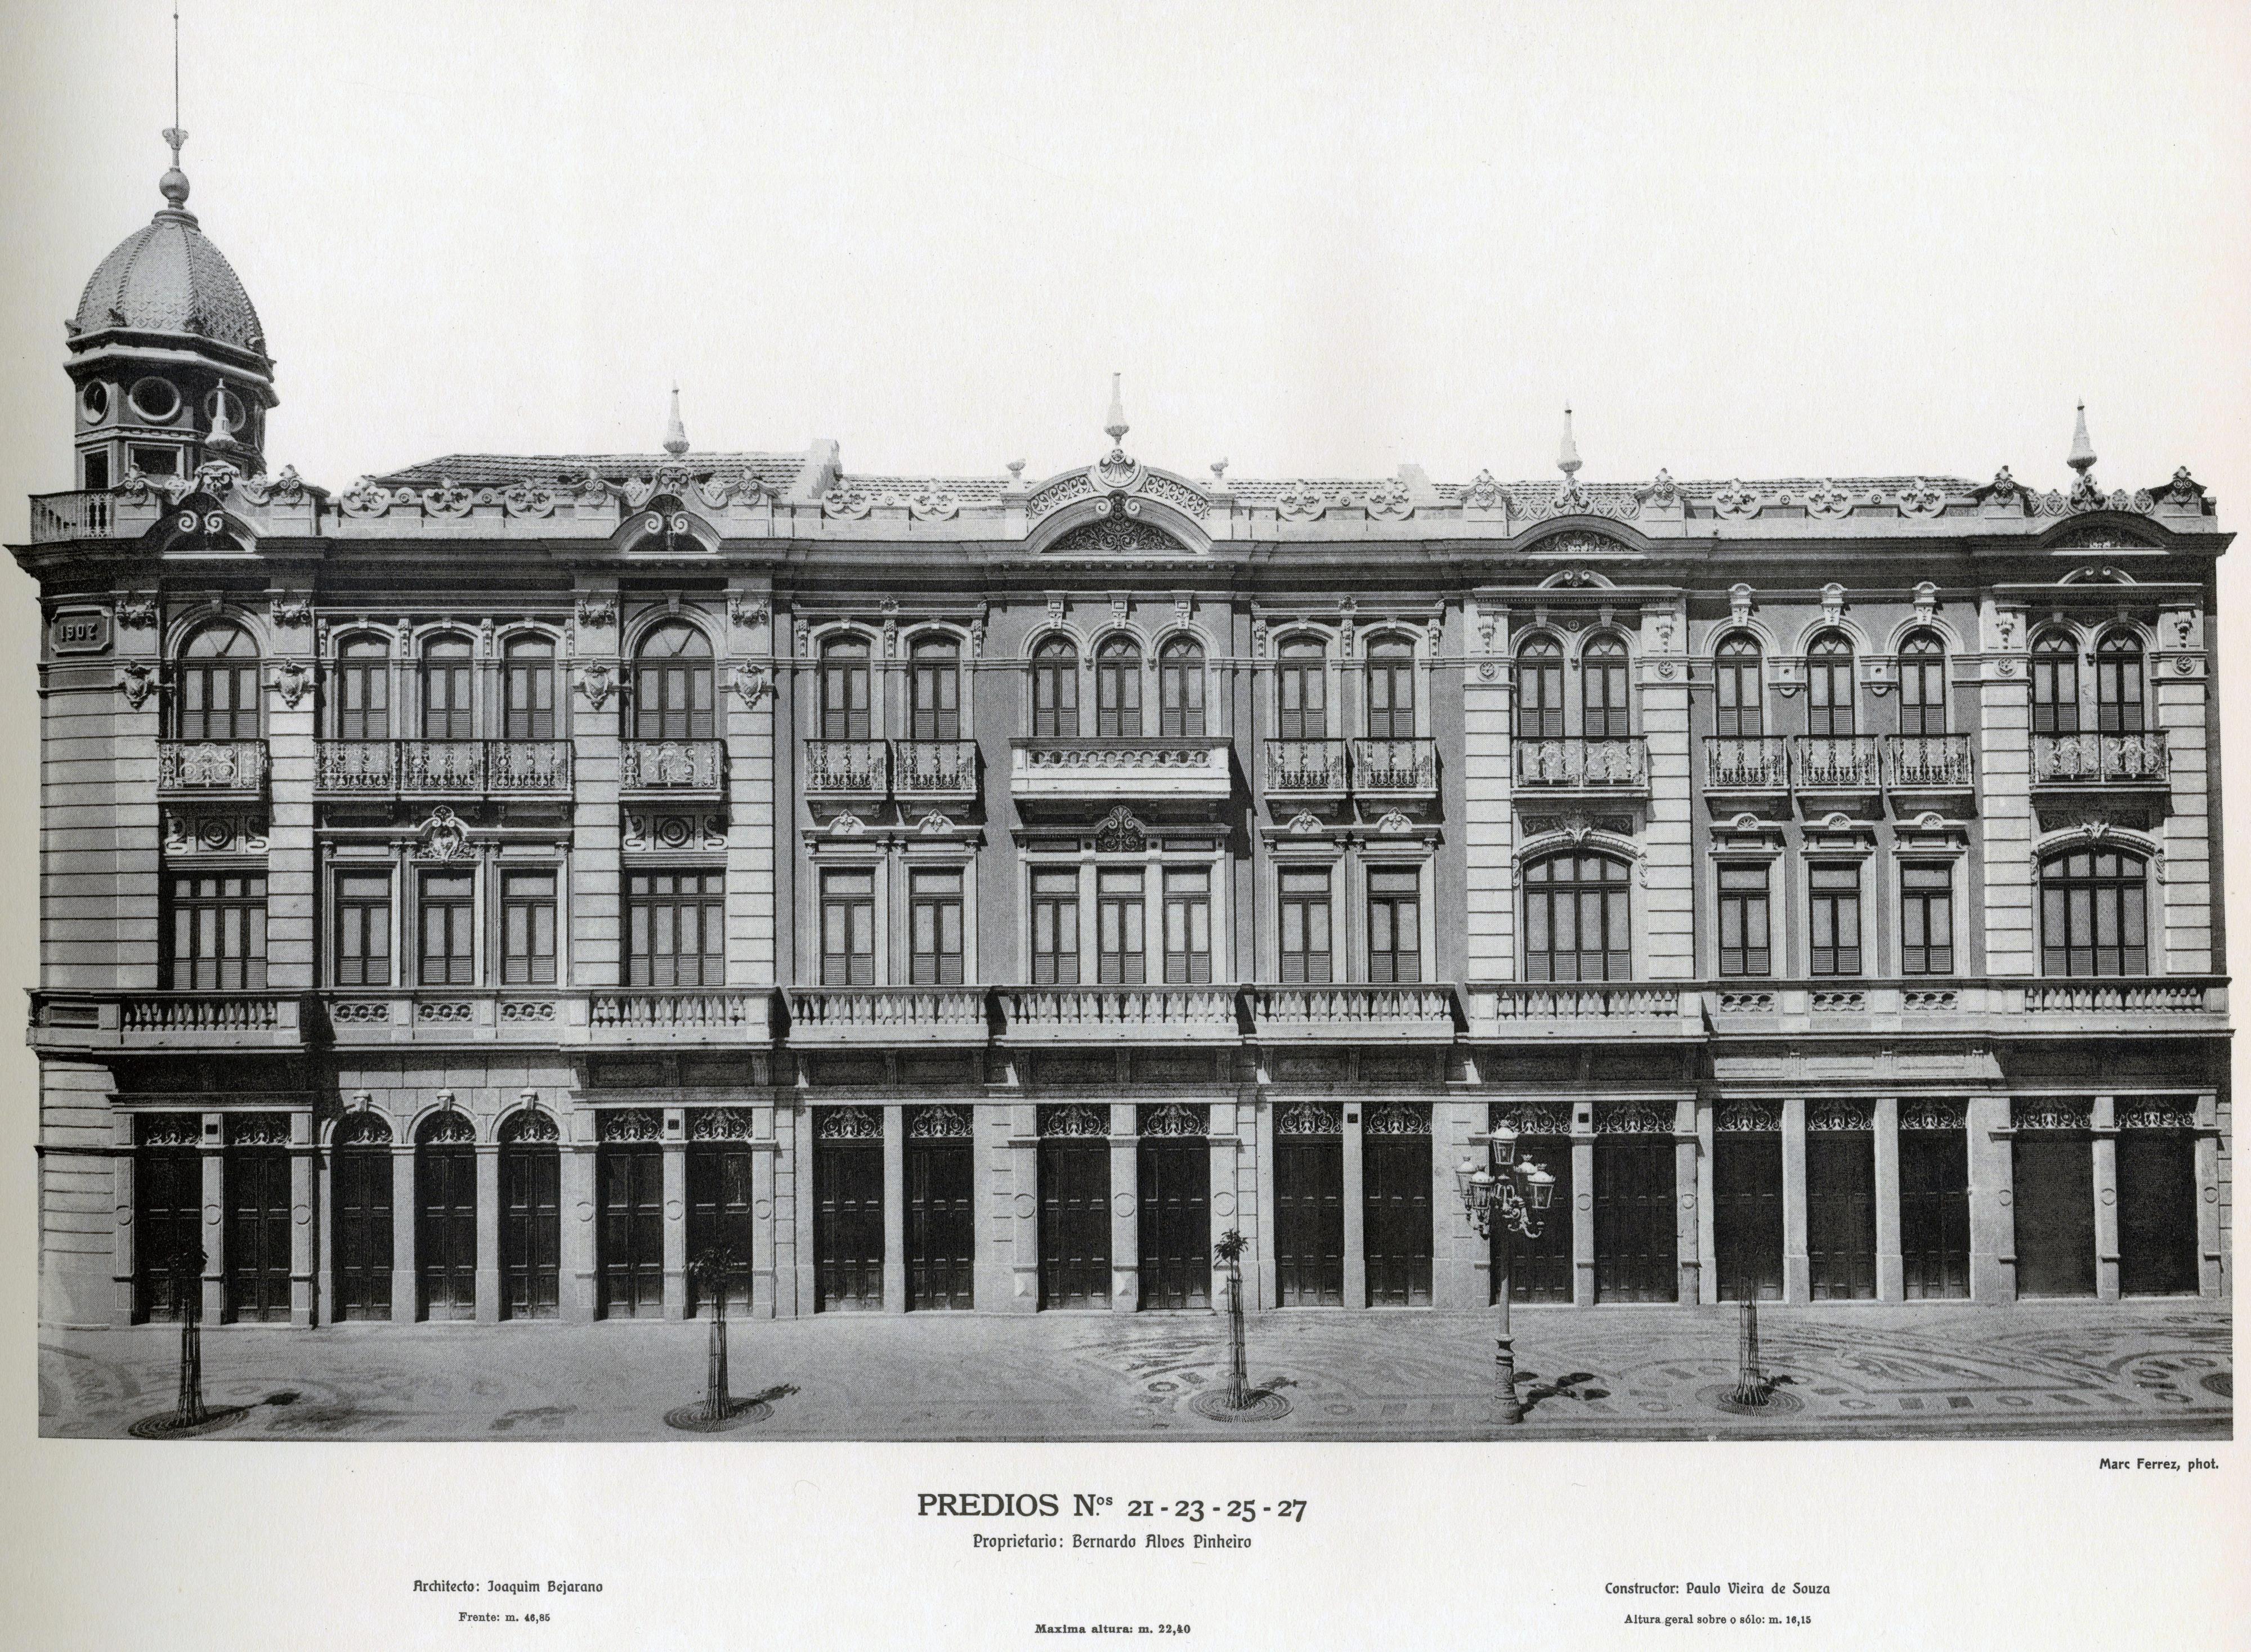 1907
Marc Ferrez, phot.
PREDIOS N.os 21 - 23 - 25 - 27
Proprietario: Bernardo Alves Pinheiro
Architecto: Joaquim Bejarano
Constructor: Paulo Vieira de Souza
Frente: m. 46,85
Altura geral sobre o sólo: m. 16,15
Maxima altura: m. 22,40